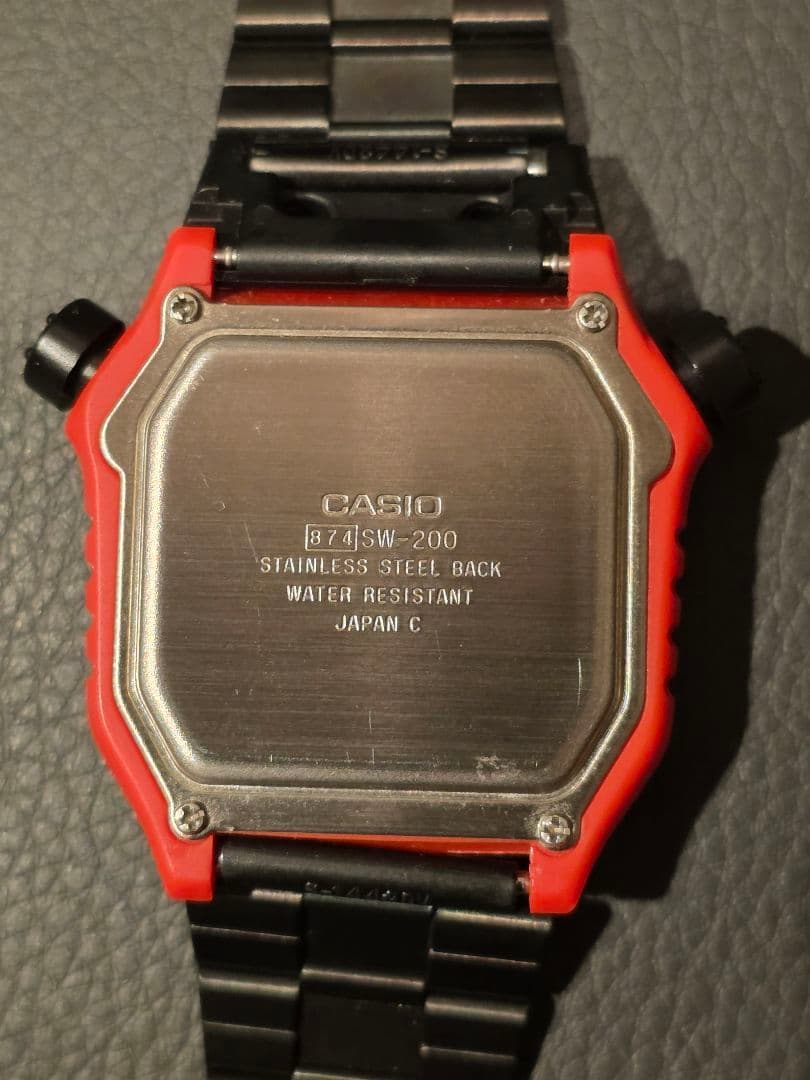 CASIO
874 SW-200
STAINLESS STEEL BACK
WATER RESISTANT
JAPAN C